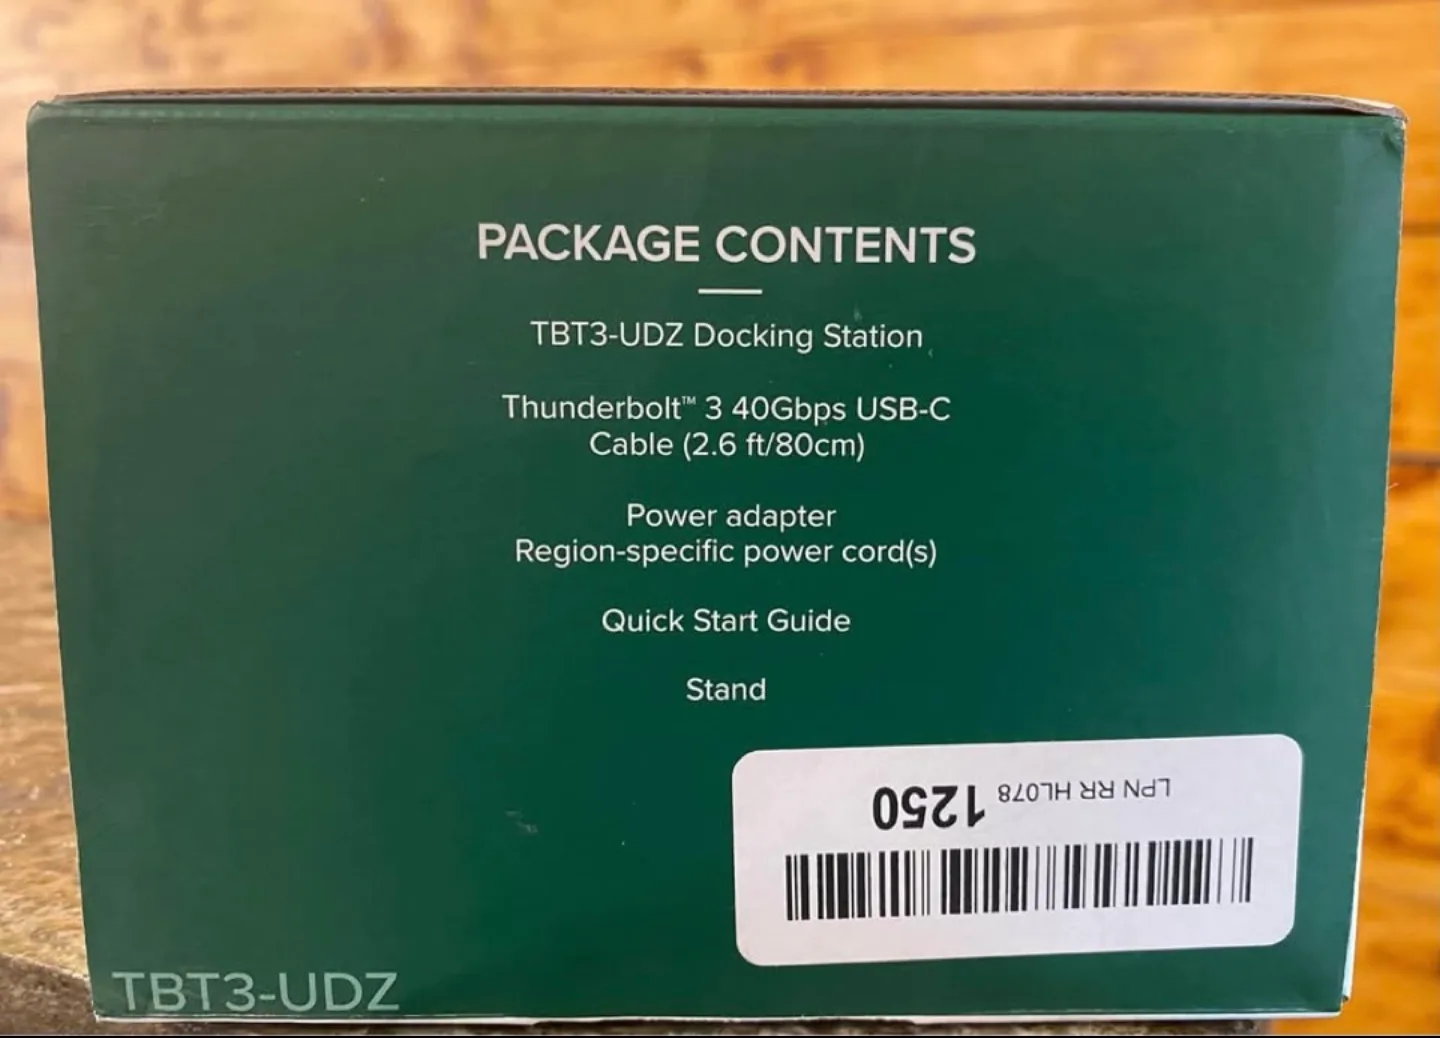 PACKAGE CONTENTS
TBT3-UDZ Docking Station
Thunderbolt™ 3 40Gbps USB-C
Cable (2.6 ft/80cm)
Power adapter
Region-specific power cord(s)
Quick Start Guide
Stand
LPN RR HL078 1250
TBT3-UDZ